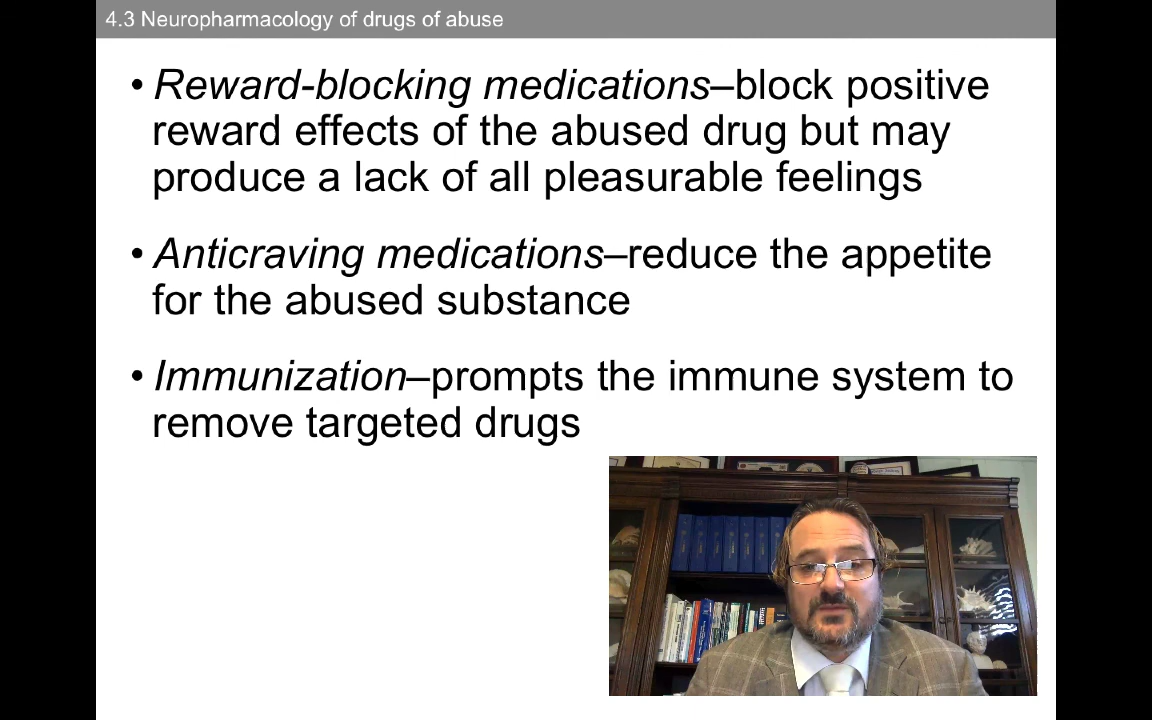 4.3 Neuropharmacology of drugs of abuse
• Reward-blocking medications–block positive
reward effects of the abused drug but may
produce a lack of all pleasurable feelings
• Anticraving medications–reduce the appetite
for the abused substance
• Immunization–prompts the immune system to
remove targeted drugs